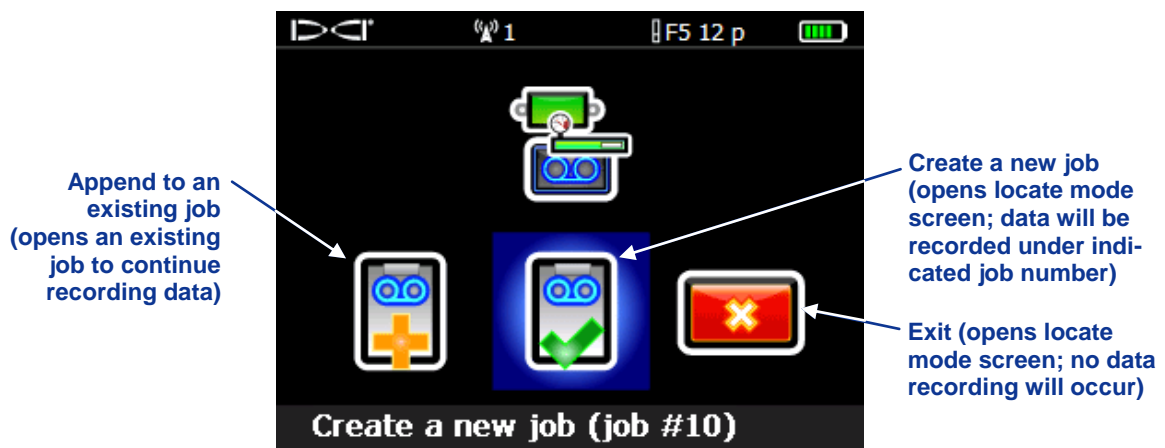 DCI
1
F5 12 p
Append to an
existing job
(opens an existing
job to continue
recording data)
Create a new job
(opens locate mode
screen; data will be
recorded under indi-
cated job number)
Exit (opens locate
mode screen; no data
recording will occur)
Create a new job (job #10)